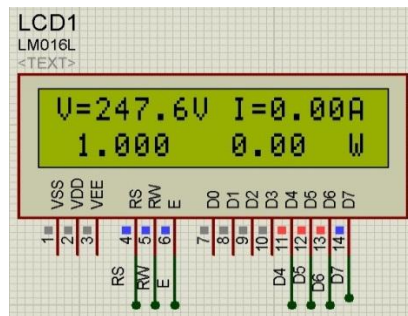 LCD1
LM016L
<TEXT>
V=247.6V I=0.00A
1.000 0.00 W
VSS VDD VEE RS RW E D0 D1 D2 D3 D4 D5 D6 D7
1 2 3 4 5 6 7 8 9 10 11 12 13 14
RS RW E D4 D5 D6 D7